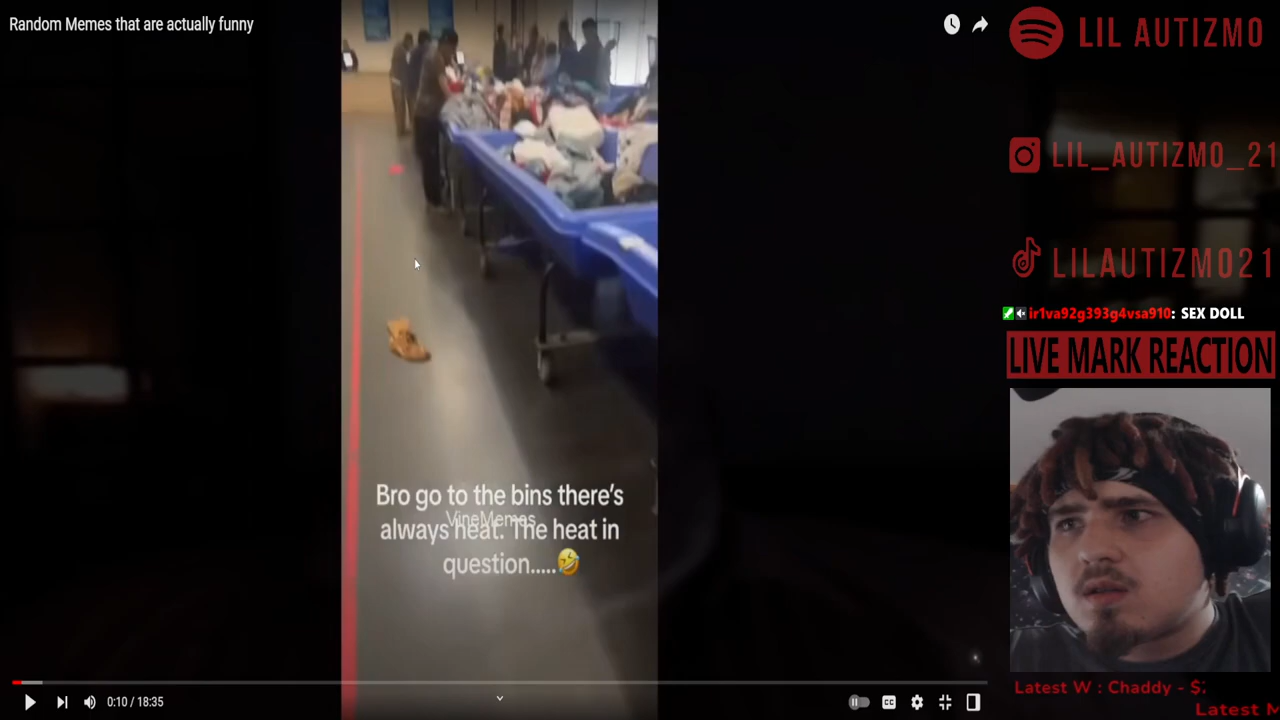 Random Memes that are actually funny
LIL AUTIZMO
LIL_AUTIZMO_21
LILAUTIZMO21
ir1va92g393g4vsa910: SEX DOLL
LIVE MARK REACTION
Bro go to the bins there's
VineMemes
always heat. The heat in
question.....🤣
CC
0:10 / 18:35
Latest W : Chaddy - $
Latest